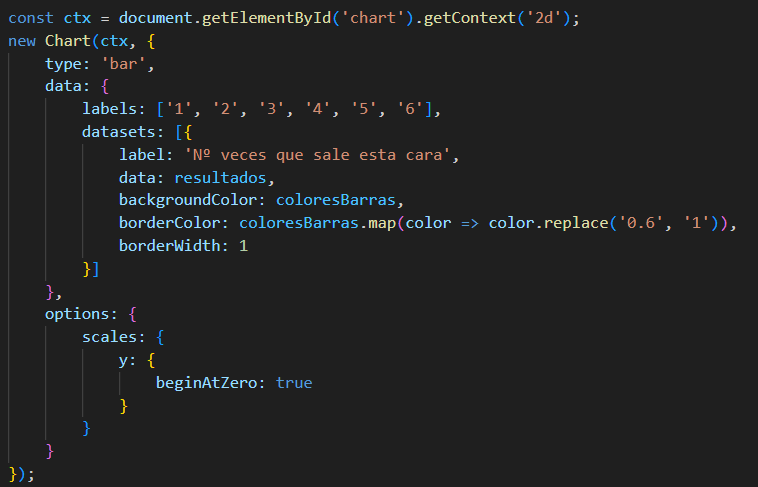 const ctx = document.getElementById('chart').getContext('2d');
new Chart(ctx, {
    type: 'bar',
    data: {
        labels: ['1', '2', '3', '4', '5', '6'],
        datasets: [{
            label: 'Nº veces que sale esta cara',
            data: resultados,
            backgroundColor: coloresBarras,
            borderColor: coloresBarras.map(color => color.replace('0.6', '1')),
            borderWidth: 1
        }]
    },
    options: {
        scales: {
            y: {
                beginAtZero: true
            }
        }
    }
});